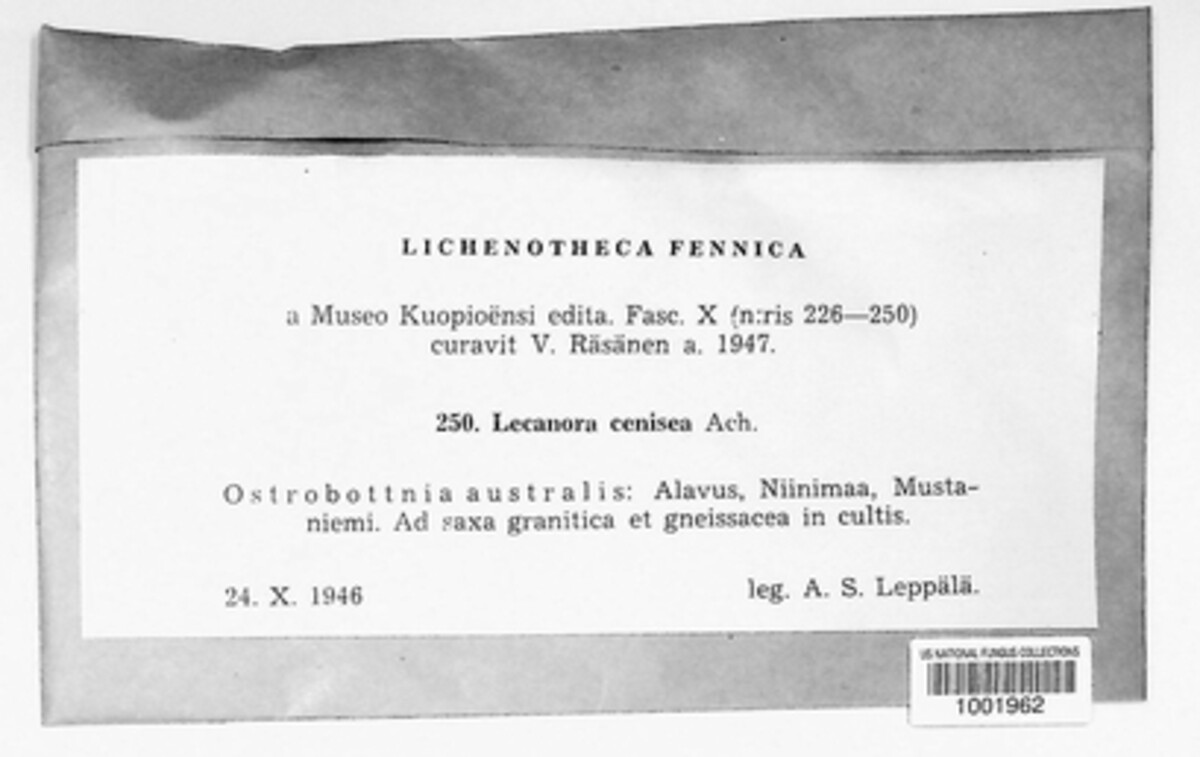 LICHENOTHECA FENNICA
a Museo Kuopioënsi edita. Fasc. X (n:ris 226—250)
curavit V. Räsänen a. 1947.
250. Lecanora cenisea Ach.
Ostrobottnia australis: Alavus, Niinimaa, Musta-
niemi. Ad saxa granitica et gneissacea in cultis.
24. X. 1946
leg. A. S. Leppälä.
US NATIONAL FUNGUS COLLECTIONS
1001962